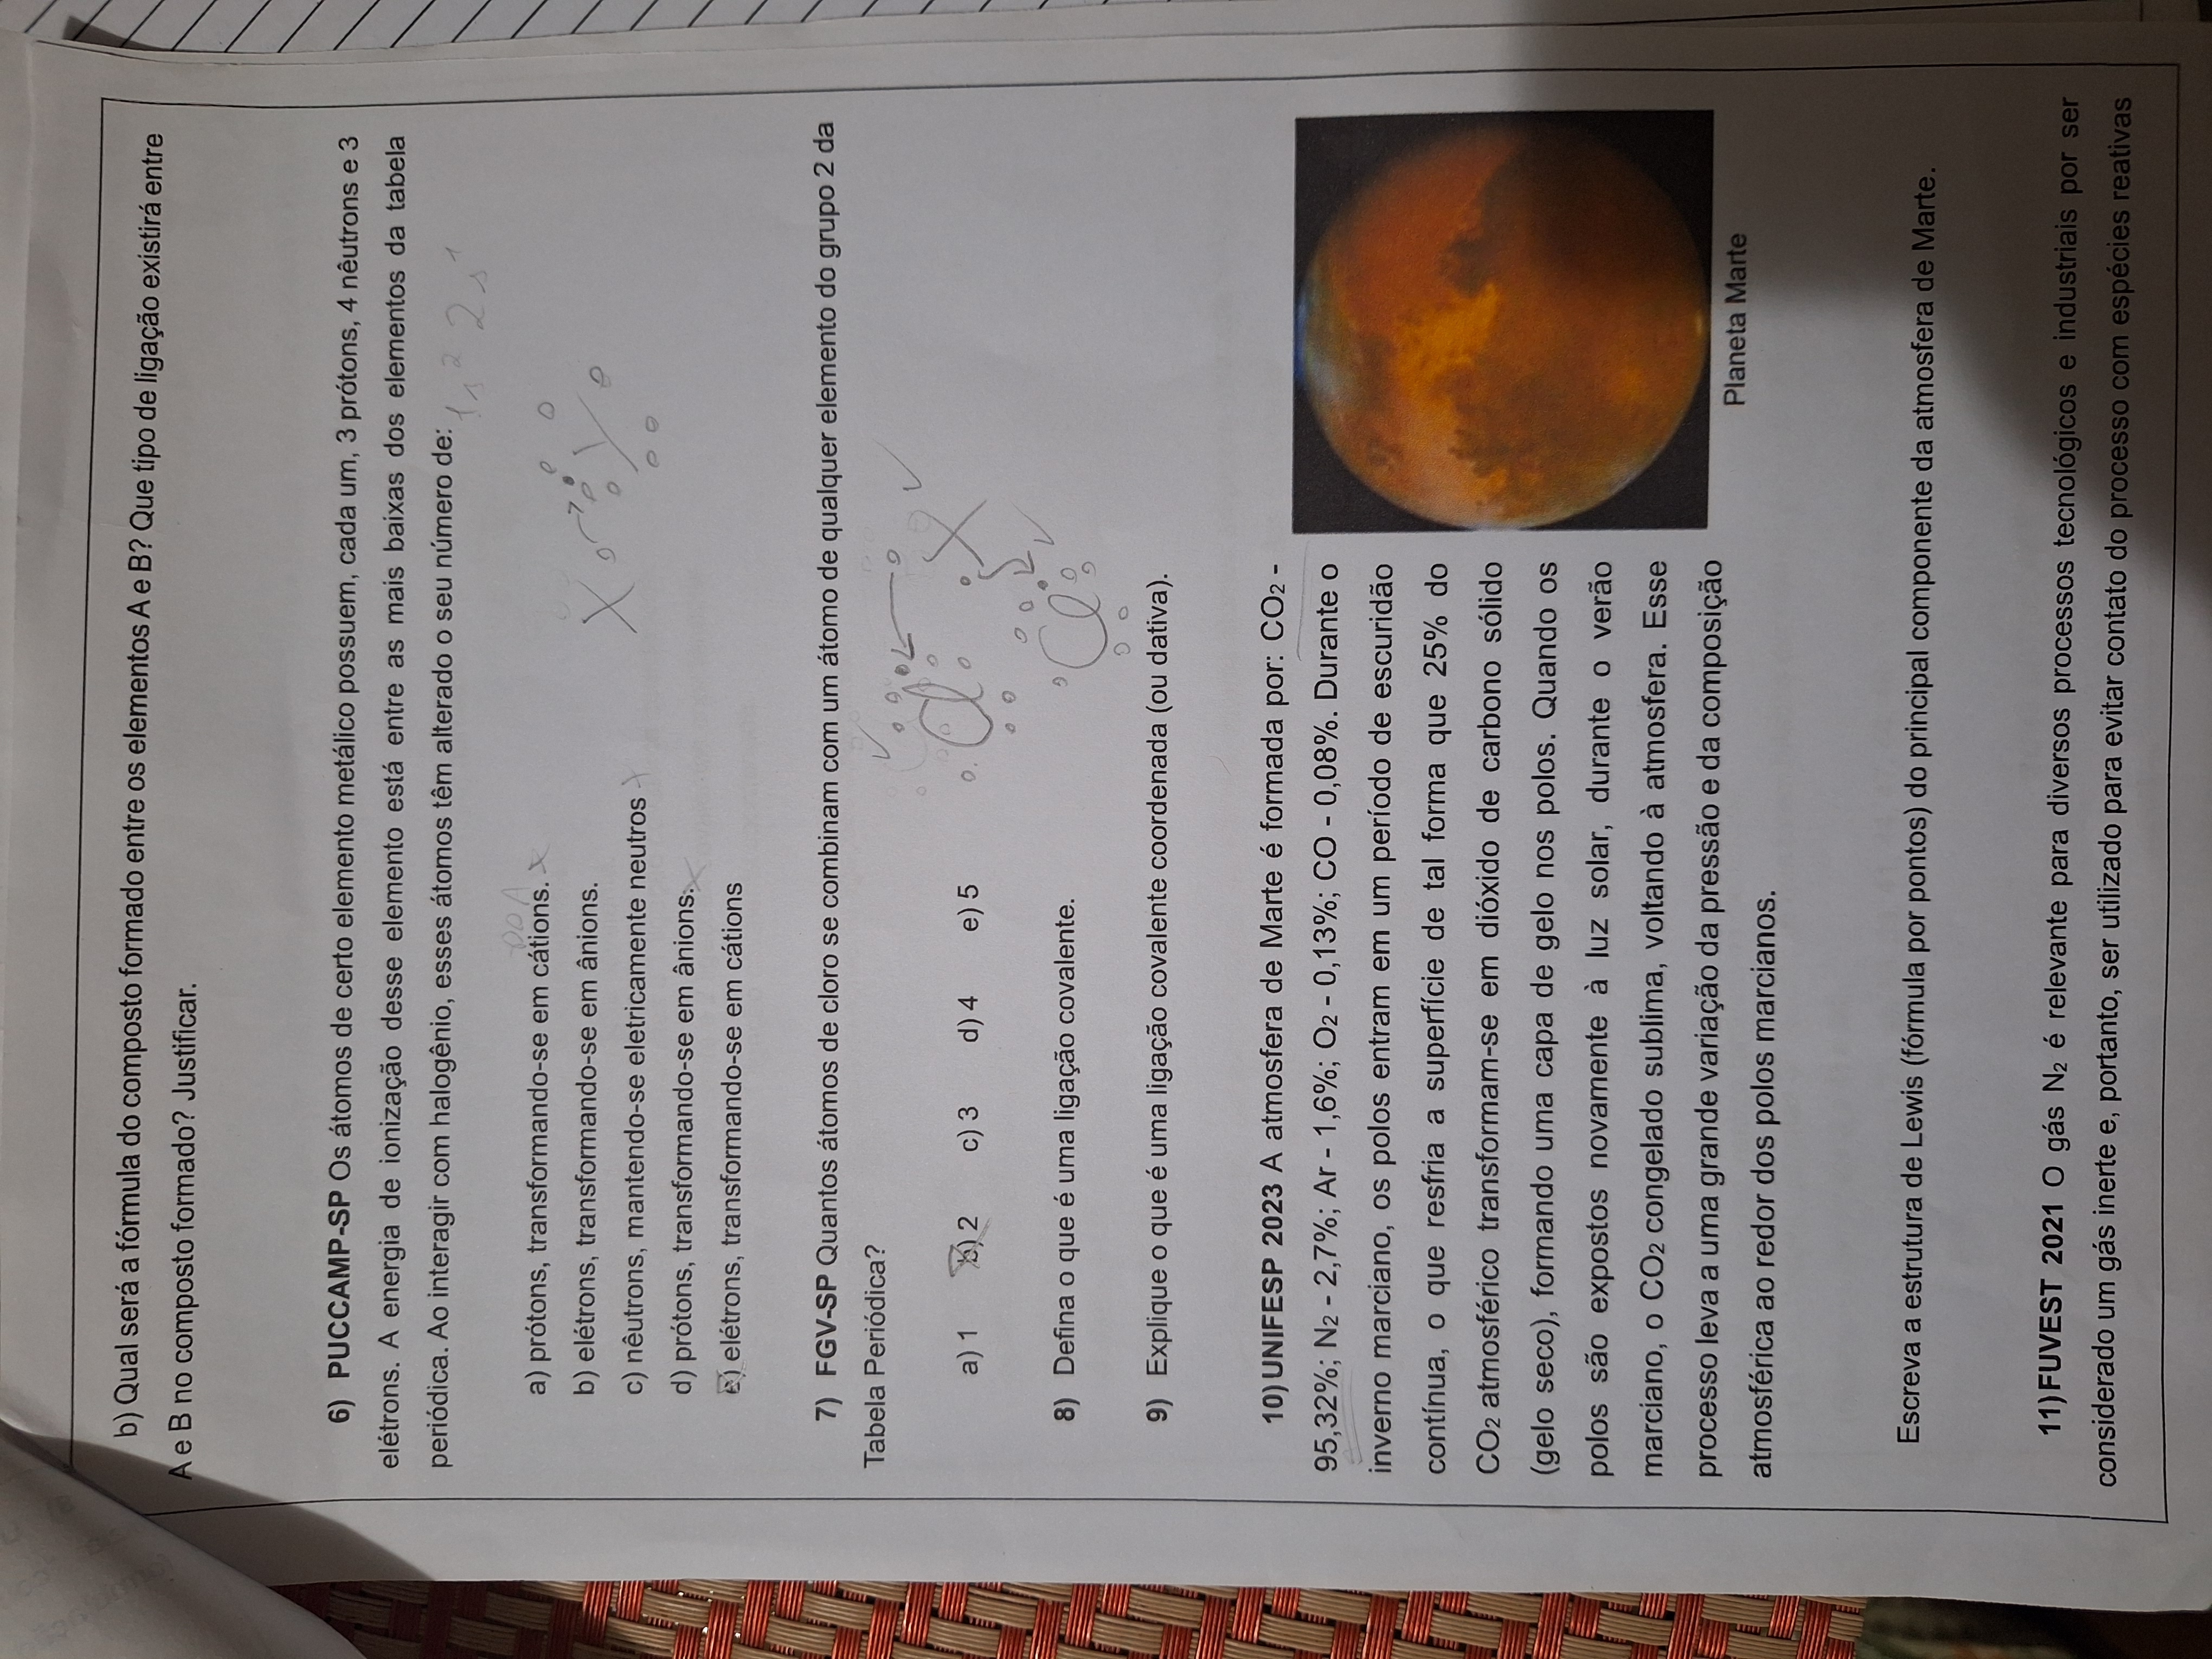 b) Qual será a fórmula do composto formado entre os elementos A e B? Que tipo de ligação existirá entre
A e B no composto formado? Justificar.
6) PUCCAMP-SP Os átomos de certo elemento metálico possuem, cada um, 3 prótons, 4 nêutrons e 3
elétrons. A energia de ionização desse elemento está entre as mais baixas dos elementos da tabela
periódica. Ao interagir com halogênio, esses átomos têm alterado o seu número de:
1s² 2s¹
DOA
a) prótons, transformando-se em cátions. X
b) elétrons, transformando-se em ânions.
c) nêutrons, mantendo-se eletricamente neutros X
d) prótons, transformando-se em ânions. X
e) elétrons, transformando-se em cátions
X Y
7) FGV-SP Quantos átomos de cloro se combinam com um átomo de qualquer elemento do grupo 2 da
Tabela Periódica?
Cl X
a) 1 b) 2 c) 3 d) 4 e) 5
Cl
8) Defina o que é uma ligação covalente.
9) Explique o que é uma ligação covalente coordenada (ou dativa).
10) UNIFESP 2023 A atmosfera de Marte é formada por: CO2 -
95,32%; N2 - 2,7%; Ar - 1,6%; O2 - 0,13%; CO - 0,08%. Durante o
inverno marciano, os polos entram em um período de escuridão
contínua, o que resfria a superfície de tal forma que 25% do
CO2 atmosférico transformam-se em dióxido de carbono sólido
(gelo seco), formando uma capa de gelo nos polos. Quando os
polos são expostos novamente à luz solar, durante o verão
marciano, o CO2 congelado sublima, voltando à atmosfera. Esse
processo leva a uma grande variação da pressão e da composição
atmosférica ao redor dos polos marcianos.
Planeta Marte
Escreva a estrutura de Lewis (fórmula por pontos) do principal componente da atmosfera de Marte.
11) FUVEST 2021 O gás N2 é relevante para diversos processos tecnológicos e industriais por ser
considerado um gás inerte e, portanto, ser utilizado para evitar contato do processo com espécies reativas